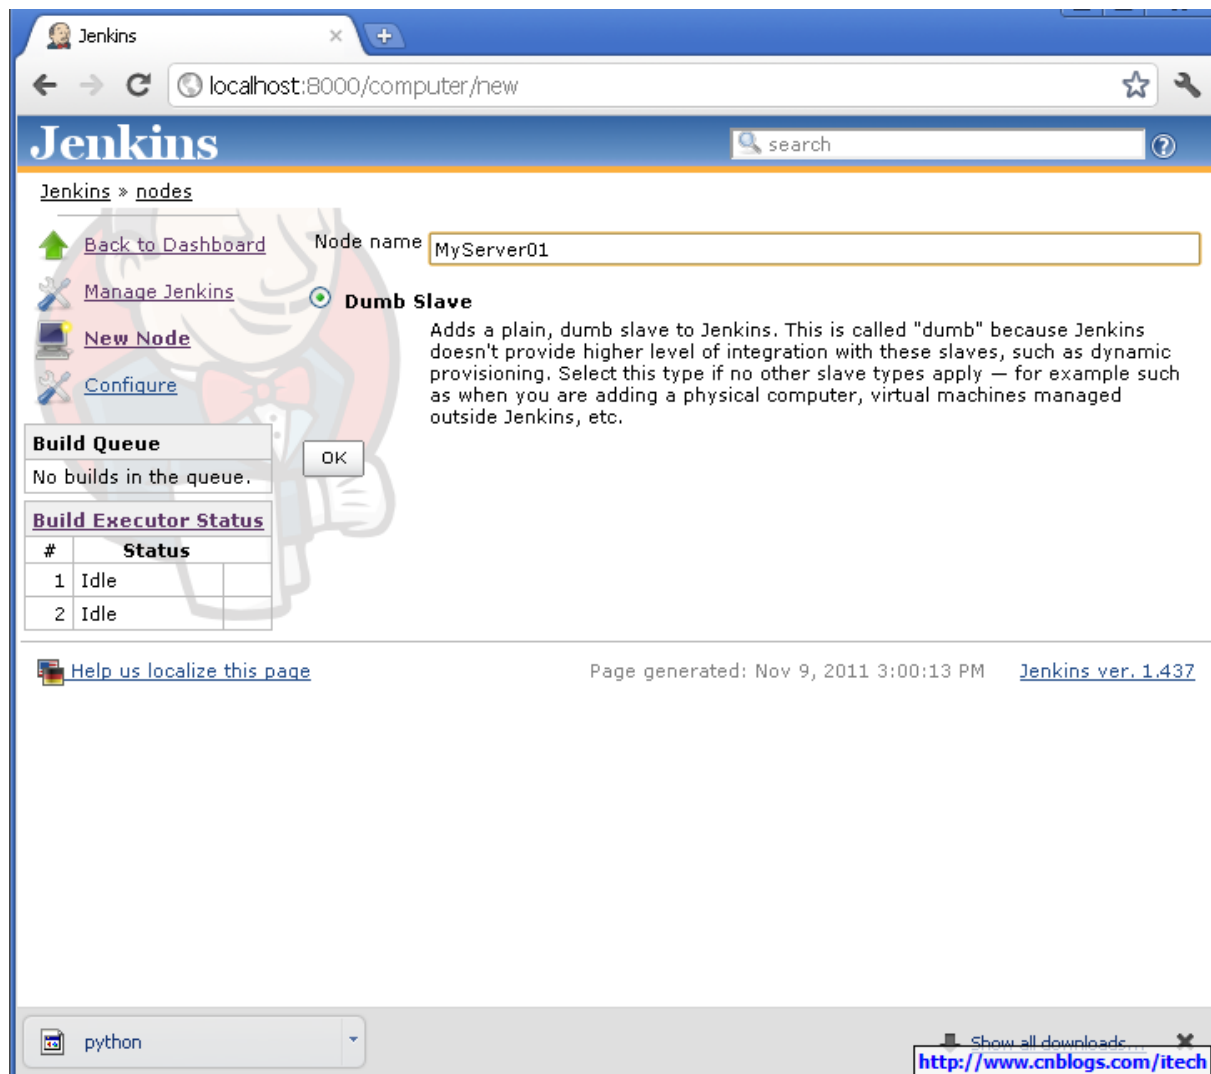 Jenkins
localhost:8000/computer/new
Jenkins
search
Jenkins » nodes
Back to Dashboard
Manage Jenkins
New Node
Configure
Build Queue
No builds in the queue.
Build Executor Status
# Status
1 Idle
2 Idle
Node name MyServer01
Dumb Slave
Adds a plain, dumb slave to Jenkins. This is called "dumb" because Jenkins
doesn't provide higher level of integration with these slaves, such as dynamic
provisioning. Select this type if no other slave types apply — for example such
as when you are adding a physical computer, virtual machines managed
outside Jenkins, etc.
OK
Help us localize this page
Page generated: Nov 9, 2011 3:00:13 PM
Jenkins ver. 1.437
python
Show all downloads...
http://www.cnblogs.com/itech